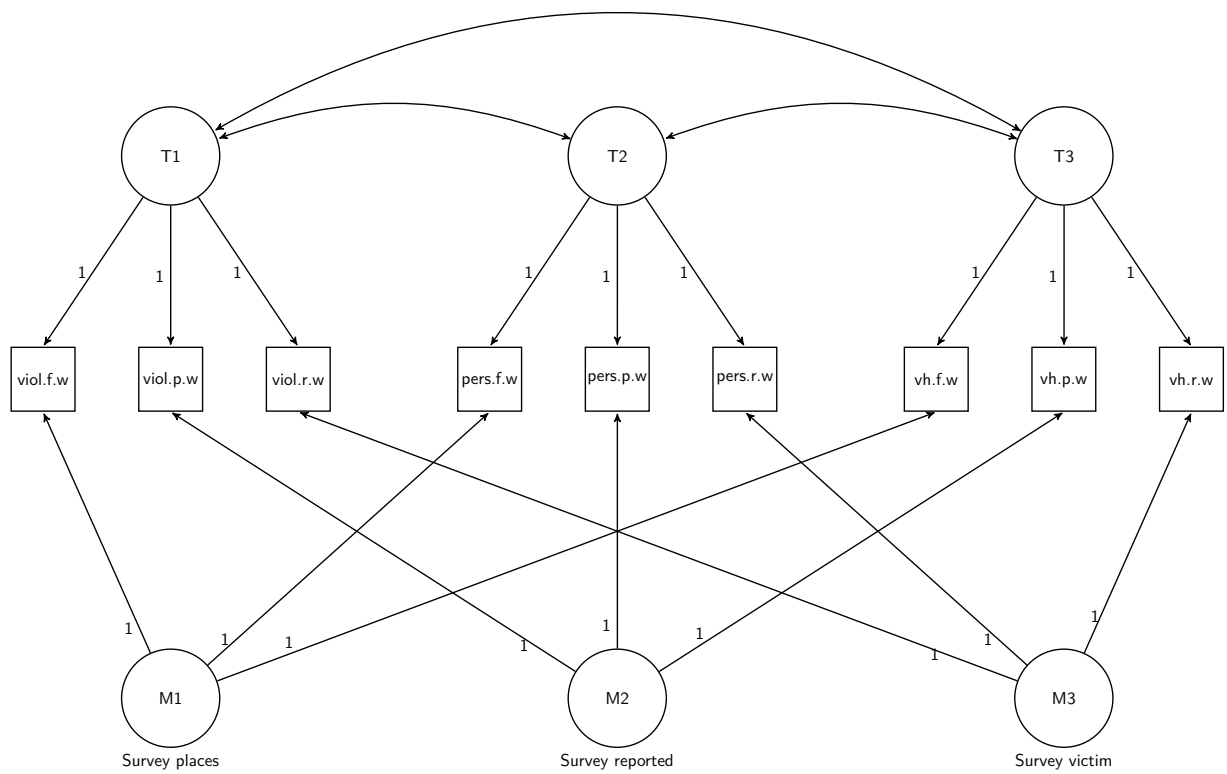 T1
T2
T3
1
1
1
1
1
1
1
1
1
viol.f.w
viol.p.w
viol.r.w
pers.f.w
pers.p.w
pers.r.w
vh.f.w
vh.p.w
vh.r.w
1
1
1
1
1
1
1
1
1
M1
M2
M3
Survey places
Survey reported
Survey victim